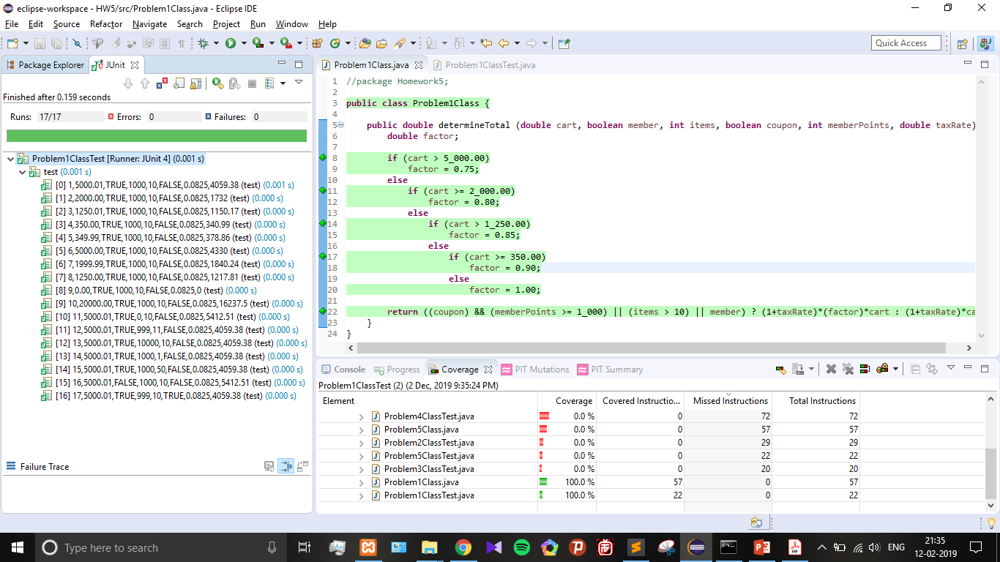 eclipse-workspace - HW5/src/Problem1Class.java - Eclipse IDE
File Edit Source Refactor Navigate Search Project Run Window Help
Quick Access
Package Explorer JUnit
Finished after 0.159 seconds
Runs: 17/17 Errors: 0 Failures: 0
Problem1ClassTest [Runner: JUnit 4] (0.001 s)
test (0.001 s)
[0] 1,5000.01,TRUE,1000,10,FALSE,0.0825,4059.38 (test) (0.001 s)
[1] 2,2000.00,TRUE,1000,10,FALSE,0.0825,1732 (test) (0.000 s)
[2] 3,1250.01,TRUE,1000,10,FALSE,0.0825,1150.17 (test) (0.000 s)
[3] 4,350.00,TRUE,1000,10,FALSE,0.0825,340.99 (test) (0.000 s)
[4] 5,349.99,TRUE,1000,10,FALSE,0.0825,378.86 (test) (0.000 s)
[5] 6,5000.00,TRUE,1000,10,FALSE,0.0825,4330 (test) (0.000 s)
[6] 7,1999.99,TRUE,1000,10,FALSE,0.0825,1840.24 (test) (0.000 s)
[7] 8,1250.00,TRUE,1000,10,FALSE,0.0825,1217.81 (test) (0.000 s)
[8] 9,0.00,TRUE,1000,10,FALSE,0.0825,0 (test) (0.000 s)
[9] 10,20000.00,TRUE,1000,10,FALSE,0.0825,16237.5 (test) (0.000 s)
[10] 11,5000.01,TRUE,0,10,FALSE,0.0825,5412.51 (test) (0.000 s)
[11] 12,5000.01,TRUE,999,11,FALSE,0.0825,4059.38 (test) (0.000 s)
[12] 13,5000.01,TRUE,10000,10,FALSE,0.0825,4059.38 (test) (0.000 s)
[13] 14,5000.01,TRUE,1000,1,FALSE,0.0825,4059.38 (test) (0.000 s)
[14] 15,5000.01,TRUE,1000,50,FALSE,0.0825,4059.38 (test) (0.000 s)
[15] 16,5000.01,FALSE,1000,10,FALSE,0.0825,5412.51 (test) (0.000 s)
[16] 17,5000.01,TRUE,999,10,TRUE,0.0825,4059.38 (test) (0.000 s)
Failure Trace
Problem1Class.java Problem1ClassTest.java
1 //package Homework5;
2
3 public class Problem1Class {
4
5 public double determineTotal (double cart, boolean member, int items, boolean coupon, int memberPoints, double taxRate)
6 double factor;
7
8 if (cart > 5_000.00)
9 factor = 0.75;
10 else
11 if (cart >= 2_000.00)
12 factor = 0.80;
13 else
14 if (cart > 1_250.00)
15 factor = 0.85;
16 else
17 if (cart >= 350.00)
18 factor = 0.90;
19 else
20 factor = 1.00;
21
22 return ((coupon) && (memberPoints >= 1_000) || (items > 10) || member) ? (1+taxRate)*(factor)*cart : (1+taxRate)*ca
23 }
24 }
Console Progress Coverage PIT Mutations PIT Summary
Problem1ClassTest (2) (2 Dec, 2019 9:35:24 PM)
Element Coverage Covered Instructio... Missed Instructions Total Instructions
Problem4ClassTest.java 0.0 % 0 72 72
Problem5Class.java 0.0 % 0 57 57
Problem2ClassTest.java 0.0 % 0 29 29
Problem5ClassTest.java 0.0 % 0 22 22
Problem3ClassTest.java 0.0 % 0 20 20
Problem1Class.java 100.0 % 57 0 57
Problem1ClassTest.java 100.0 % 22 0 22
Type here to search
ENG
21:35
12-02-2019